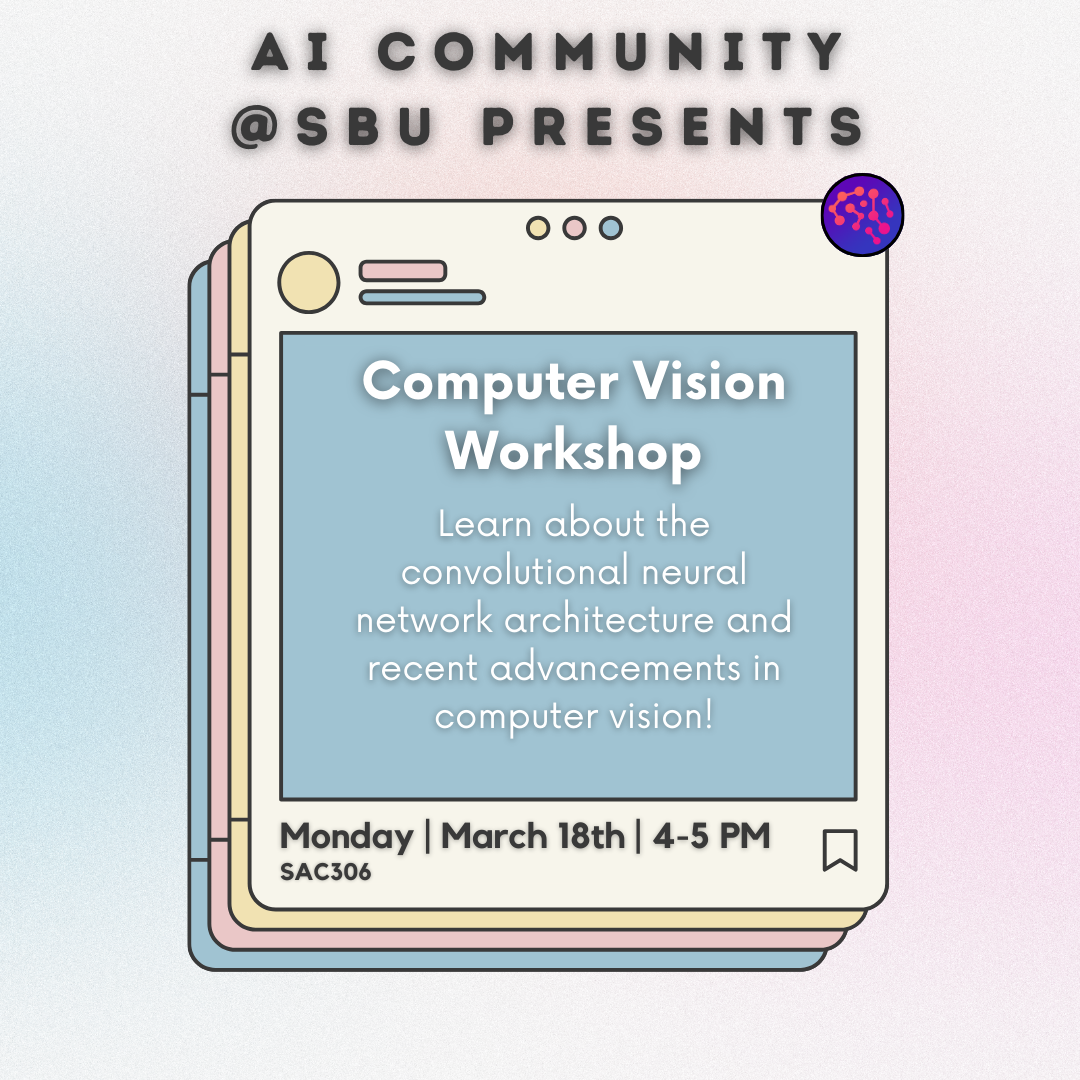 AI COMMUNITY
@SBU PRESENTS
Computer Vision
Workshop
Learn about the
convolutional neural
network architecture and
recent advancements in
computer vision!
Monday | March 18th | 4-5 PM
SAC306